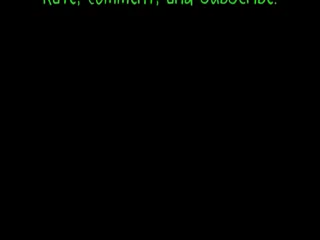 Rate, comment, and subscribe.